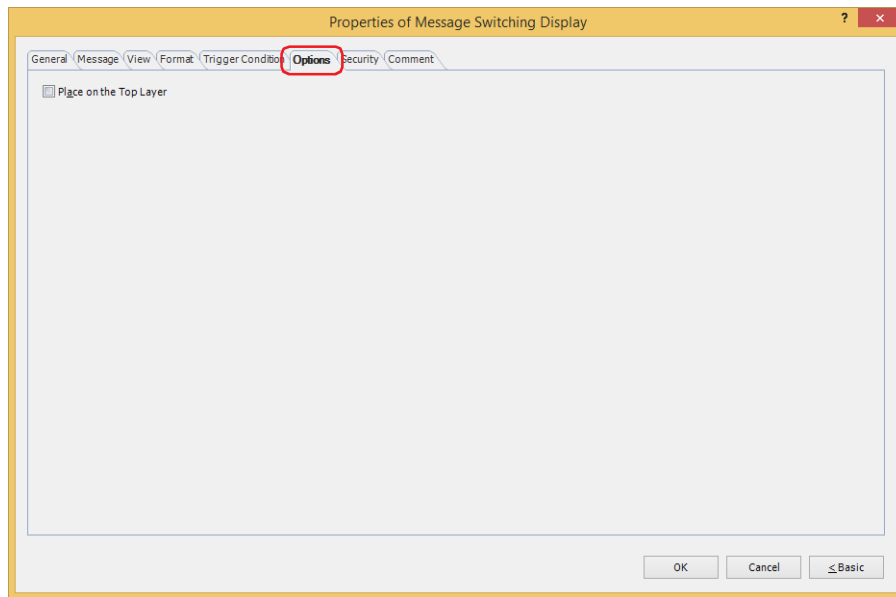 Properties of Message Switching Display
? ×
General Message View Format Trigger Condition Options Security Comment
Place on the Top Layer
OK Cancel < Basic